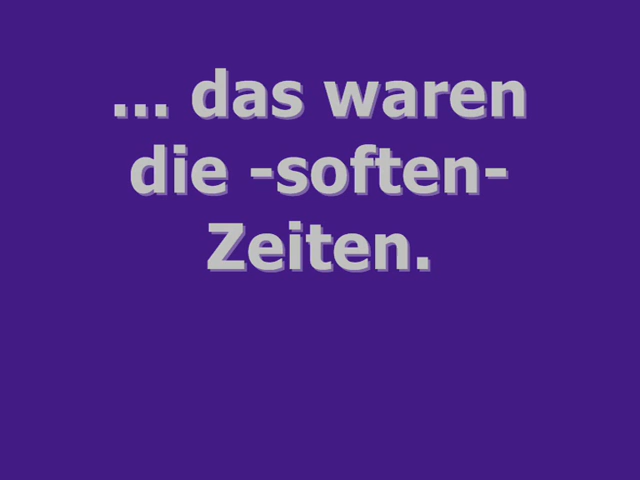 ... das waren
die -soften-
Zeiten.